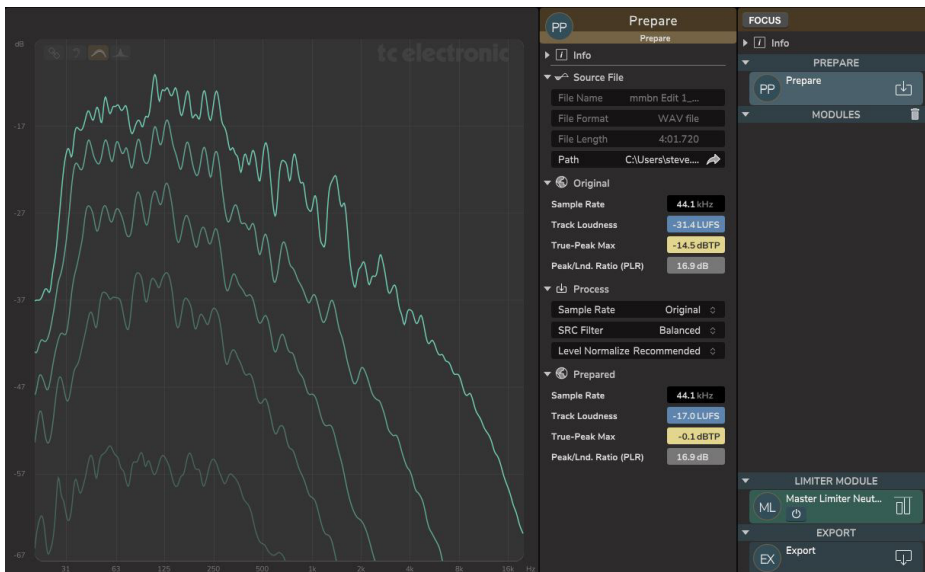 tc electronic
dB
-17
-27
-37
-47
-57
-67
31 63 125 250 500 1k 2k 4k 8k 16k Hz
PP Prepare
Prepare
i Info
Source File
File Name mmbn Edit 1_...
File Format WAV file
File Length 4:01.720
Path C:\Users\steve....
Original
Sample Rate 44.1 kHz
Track Loudness -31.4 LUFS
True-Peak Max -14.5 dBTP
Peak/Lnd. Ratio (PLR) 16.9 dB
Process
Sample Rate Original
SRC Filter Balanced
Level Normalize Recommended
Prepared
Sample Rate 44.1 kHz
Track Loudness -17.0 LUFS
True-Peak Max -0.1 dBTP
Peak/Lnd. Ratio (PLR) 16.9 dB
FOCUS
i Info
PREPARE
PP Prepare
MODULES
LIMITER MODULE
ML Master Limiter Neut...
EXPORT
EX Export